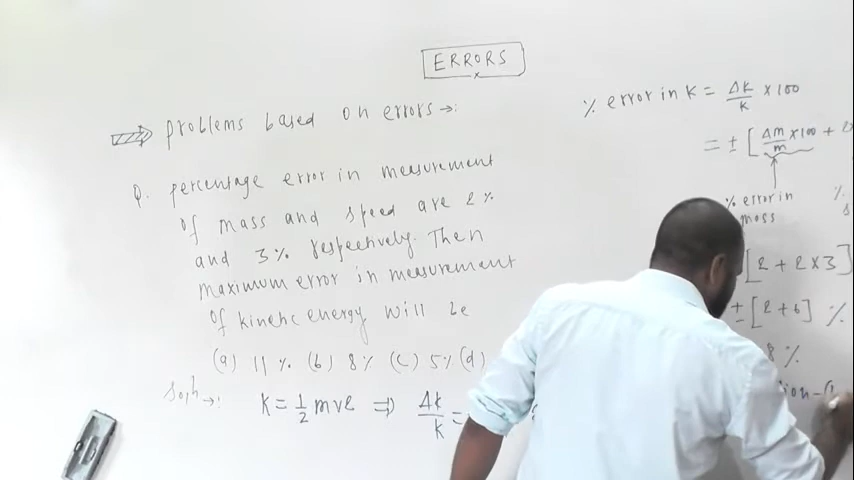 ERRORS
problems based on errors →:
Q. percentage error in measurement
of mass and speed are 2 %
and 3 % respectively. Then
maximum error in measurement
of kinetic energy will be
(a) 11 % (b) 8 % (c) 5 % (d)
Soln →: K = 1/2 mv2 ⇒ ΔK/K =
% error in K = ΔK/K × 100
= ± [ Δm/m × 100 +
% error in %
mass
[ 2 + 2 × 3 ]
± [ 2 + 6 ] %
8 %